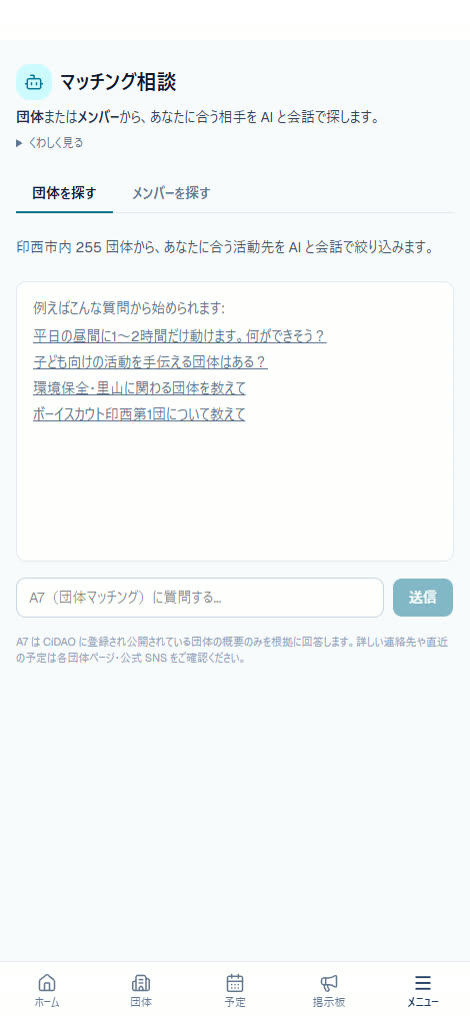 マッチング相談
団体またはメンバーから、あなたに合う相手を AI と会話で探します。
▶ くわしく見る
団体を探す
メンバーを探す
印西市内 255 団体から、あなたに合う活動先を AI と会話で絞り込みます。
例えばこんな質問から始められます:
平日の昼間に1〜2時間だけ動けます。何ができそう？
子ども向けの活動を手伝える団体はある？
環境保全・里山に関わる団体を教えて
ボーイスカウト印西第1団について教えて
A7（団体マッチング）に質問する...
送信
A7 は CiDAO に登録され公開されている団体の概要のみを根拠に回答します。詳しい連絡先や直近
の予定は各団体ページ・公式 SNS をご確認ください。
ホーム
団体
予定
掲示板
メニュー